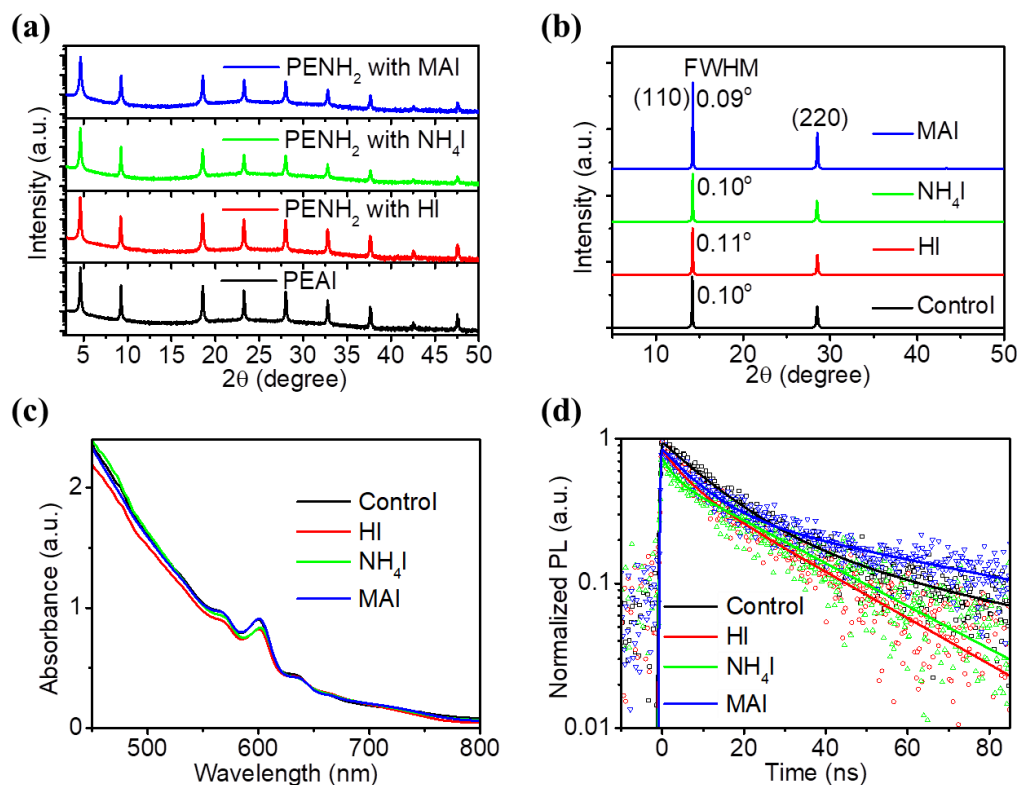 (a)
Intensity (a.u.)
PENH₂ with MAI
PENH₂ with NH₄I
PENH₂ with HI
PEAI
5 10 15 20 25 30 35 40 45 50
2θ (degree)
(b)
Intensity (a.u.)
FWHM
(110) 0.09°
(220)
MAI
0.10°
NH₄I
0.11°
HI
0.10°
Control
10 20 30 40 50
2θ (degree)
(c)
Absorbance (a.u.)
2
1
0
Control
HI
NH₄I
MAI
500 600 700 800
Wavelength (nm)
(d)
Normalized PL (a.u.)
1
0.1
0.01
Control
HI
NH₄I
MAI
0 20 40 60 80
Time (ns)